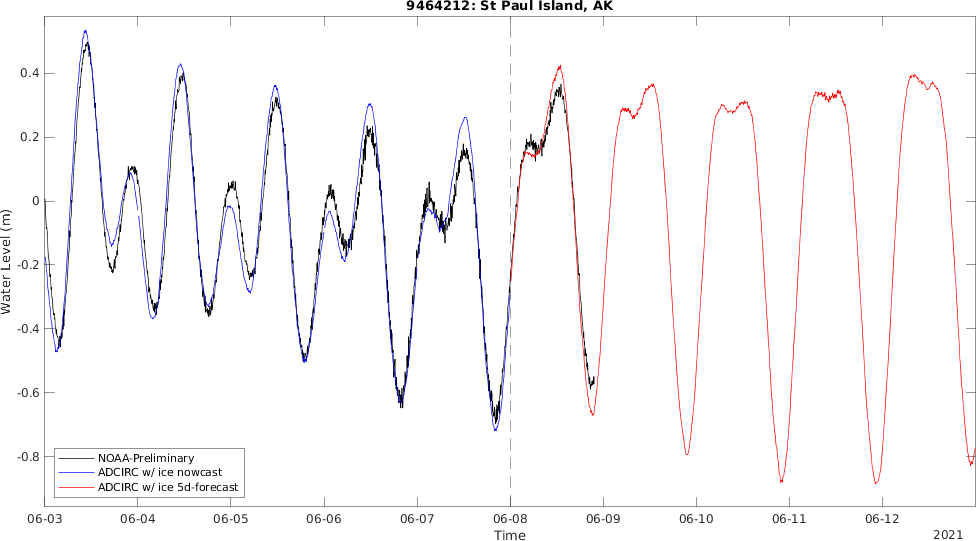 9464212: St Paul Island, AK
0.4
0.2
0
-0.2
-0.4
-0.6
-0.8
Water Level (m)
NOAA-Preliminary
ADCIRC w/ ice nowcast
ADCIRC w/ ice 5d-forecast
06-03 06-04 06-05 06-06 06-07 06-08 06-09 06-10 06-11 06-12
Time
2021